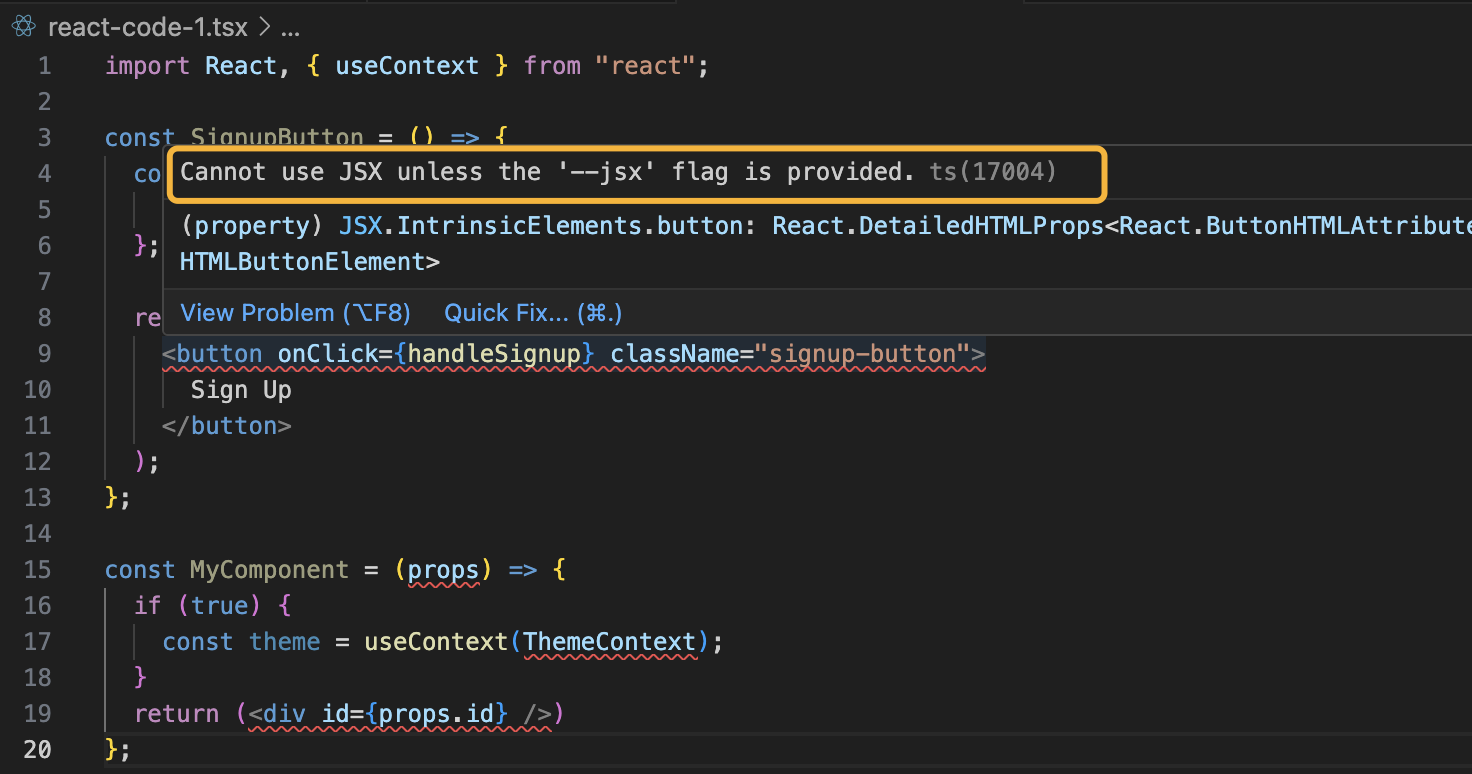 react-code-1.tsx > ...
1 import React, { useContext } from "react";
2
3 const SignupButton = () => {
4 co
Cannot use JSX unless the '--jsx' flag is provided. ts(17004)
5
(property) JSX.IntrinsicElements.button: React.DetailedHTMLProps<React.ButtonHTMLAttribute
6 };
HTMLButtonElement>
7
8 re
View Problem (⌥F8) Quick Fix... (⌘.)
9 <button onClick={handleSignup} className="signup-button">
10 Sign Up
11 </button>
12 );
13 };
14
15 const MyComponent = (props) => {
16 if (true) {
17 const theme = useContext(ThemeContext);
18 }
19 return (<div id={props.id} />)
20 };